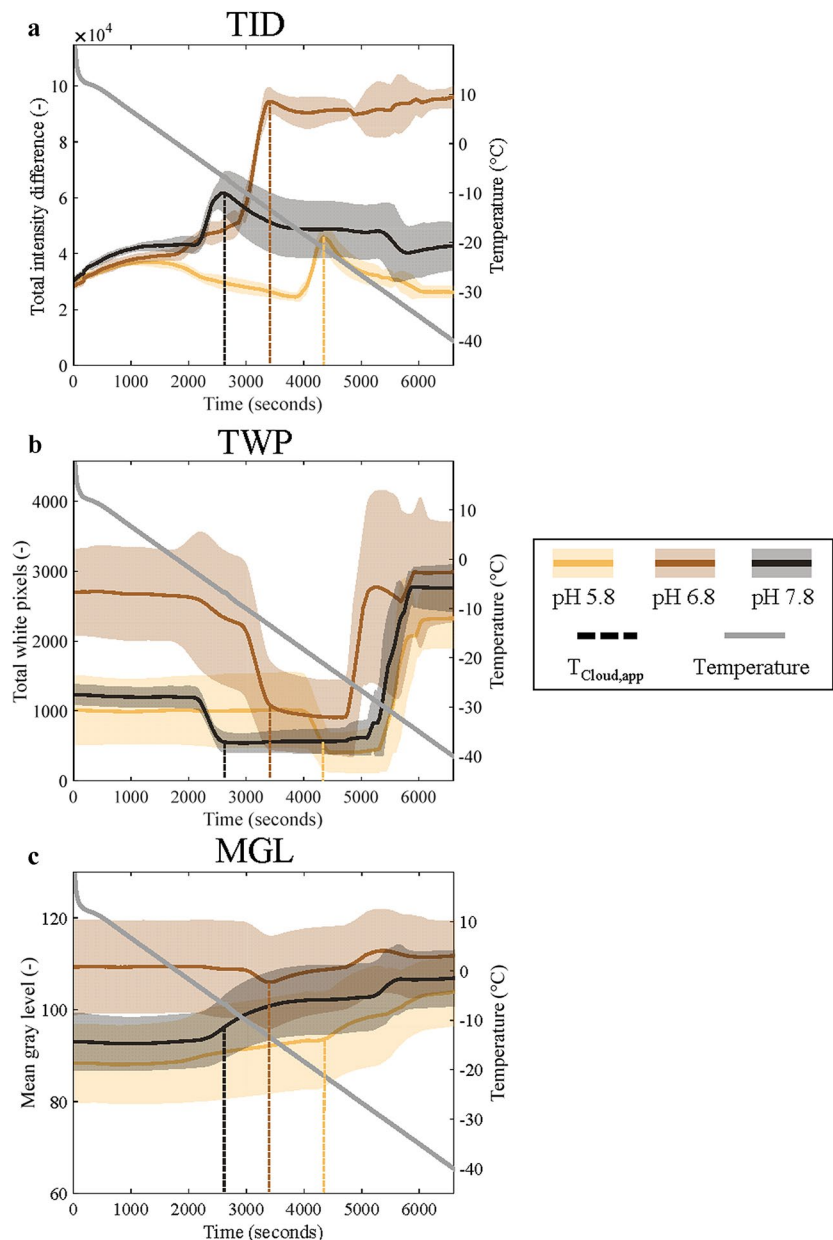 a
TID
×10⁴
10
8
6
4
2
0
Total intensity difference (-)
10
0
-10
-20
-30
-40
Temperature (°C)
0 1000 2000 3000 4000 5000 6000
Time (seconds)
b
TWP
4000
3000
2000
1000
0
Total white pixels (-)
10
0
-10
-20
-30
-40
Temperature (°C)
0 1000 2000 3000 4000 5000 6000
Time (seconds)
pH 5.8 pH 6.8 pH 7.8
T_Cloud,app Temperature
c
MGL
120
100
80
60
Mean gray level (-)
10
0
-10
-20
-30
-40
Temperature (°C)
0 1000 2000 3000 4000 5000 6000
Time (seconds)